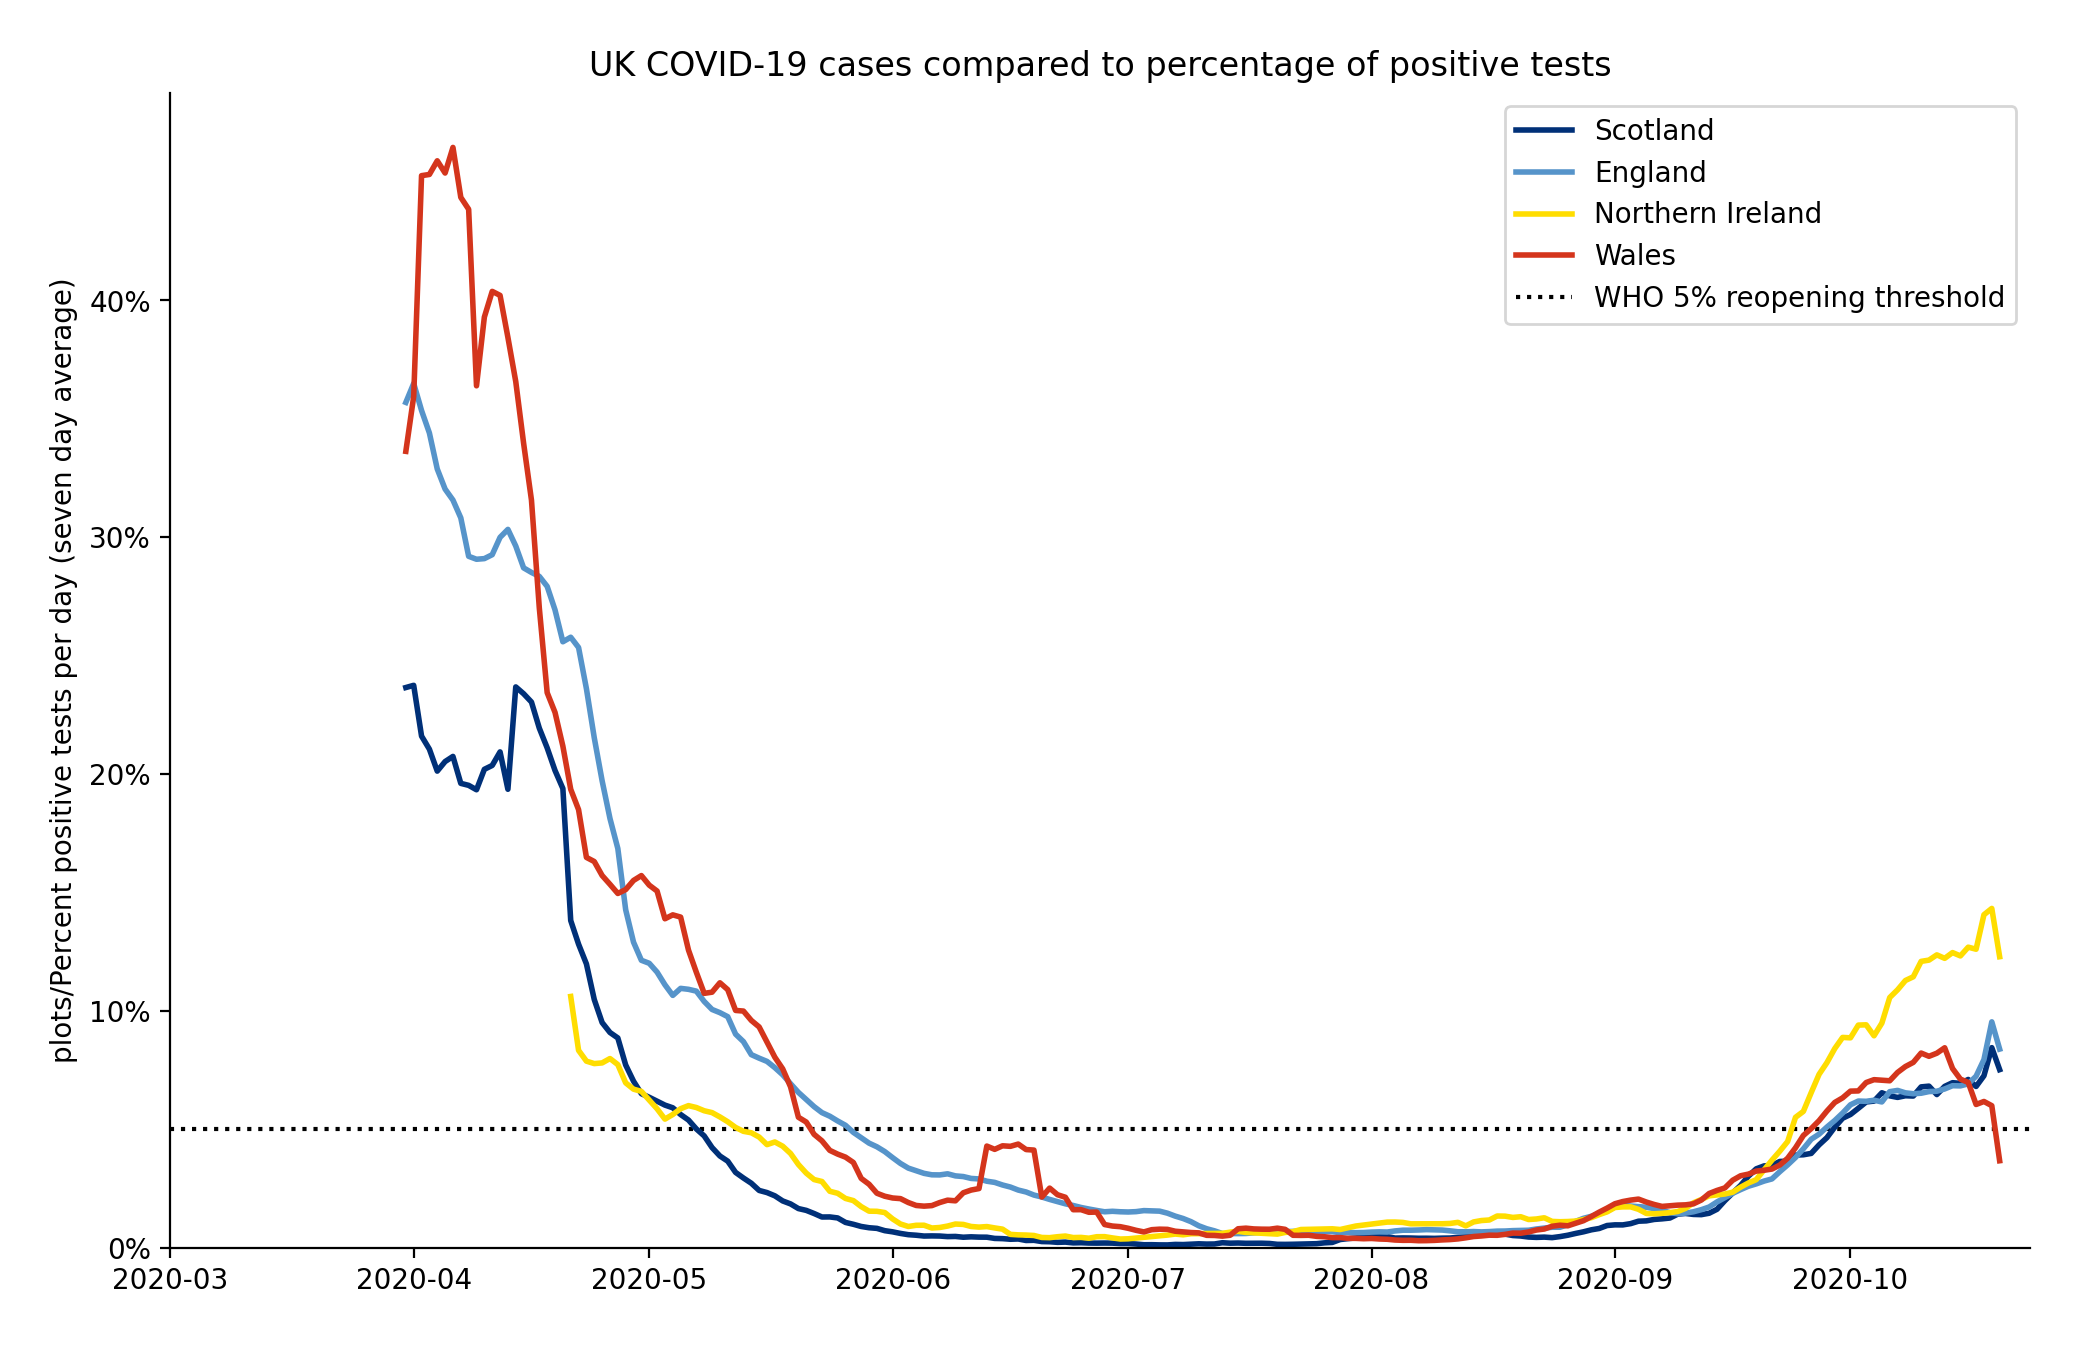 UK COVID-19 cases compared to percentage of positive tests
Scotland
England
Northern Ireland
Wales
WHO 5% reopening threshold
plots/Percent positive tests per day (seven day average)
40%
30%
20%
10%
0%
2020-03
2020-04
2020-05
2020-06
2020-07
2020-08
2020-09
2020-10